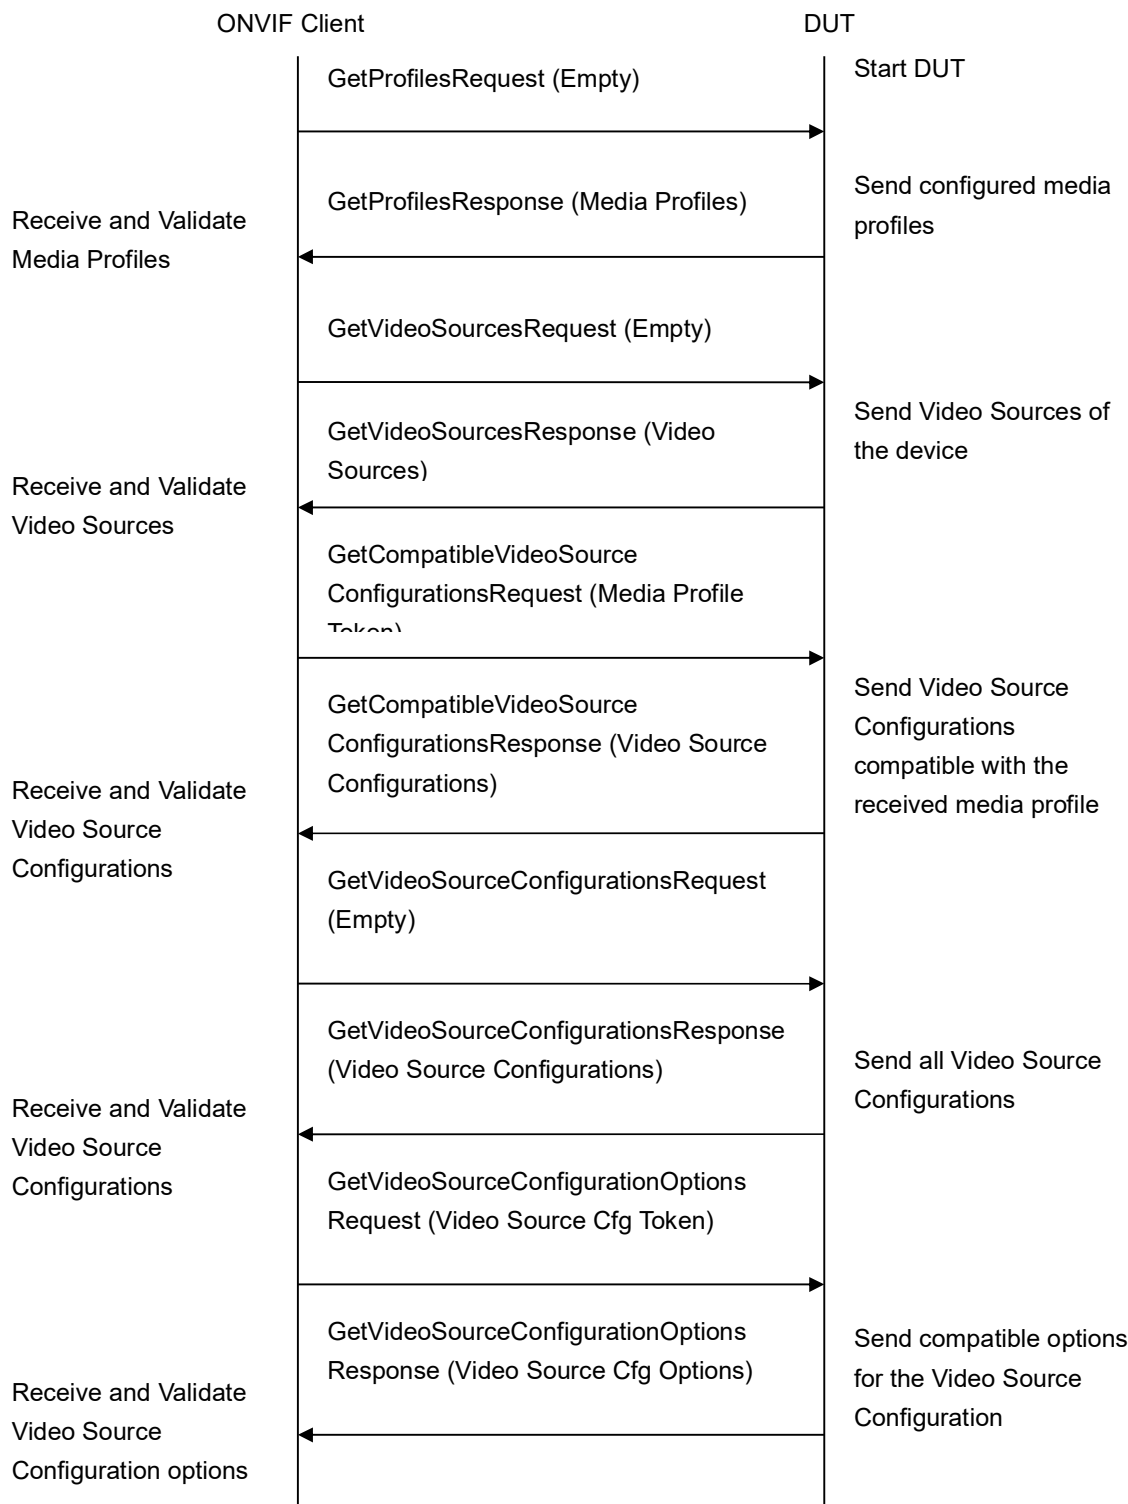 ONVIF Client
DUT
Start DUT
GetProfilesRequest (Empty)
Send configured media
profiles
GetProfilesResponse (Media Profiles)
Receive and Validate
Media Profiles
GetVideoSourcesRequest (Empty)
Send Video Sources of
the device
GetVideoSourcesResponse (Video
Sources)
Receive and Validate
Video Sources
GetCompatibleVideoSource
ConfigurationsRequest (Media Profile
Token)
Send Video Source
Configurations
compatible with the
received media profile
GetCompatibleVideoSource
ConfigurationsResponse (Video Source
Configurations)
Receive and Validate
Video Source
Configurations
GetVideoSourceConfigurationsRequest
(Empty)
GetVideoSourceConfigurationsResponse
(Video Source Configurations)
Send all Video Source
Configurations
Receive and Validate
Video Source
Configurations
GetVideoSourceConfigurationOptions
Request (Video Source Cfg Token)
GetVideoSourceConfigurationOptions
Response (Video Source Cfg Options)
Send compatible options
for the Video Source
Configuration
Receive and Validate
Video Source
Configuration options